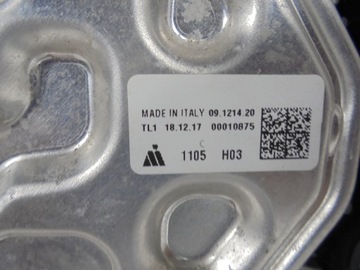 MADE IN ITALY 09.1214.20
TL1 18.12.17 00010875
1105 H03